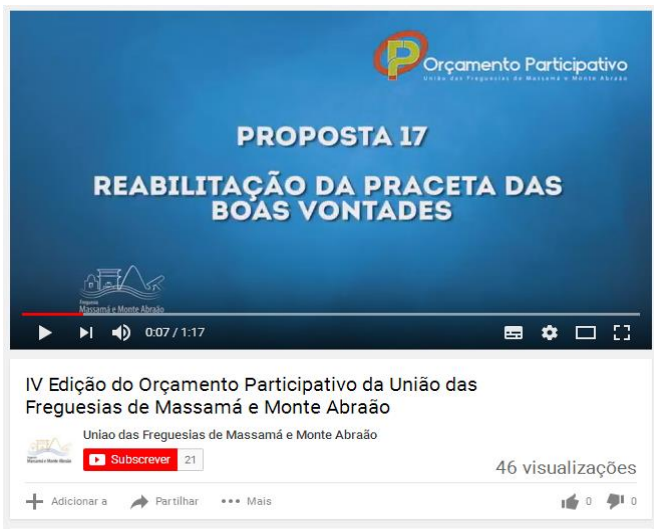 Orçamento Participativo
União das Freguesias de Massamá e Monte Abraão
PROPOSTA 17
REABILITAÇÃO DA PRACETA DAS
BOAS VONTADES
Freguesia
Massamá e Monte Abraão
0:07 / 1:17
IV Edição do Orçamento Participativo da União das
Freguesias de Massamá e Monte Abraão
Uniao das Freguesias de Massamá e Monte Abraão
Subscrever 21
46 visualizações
Adicionar a Partilhar Mais 0 0